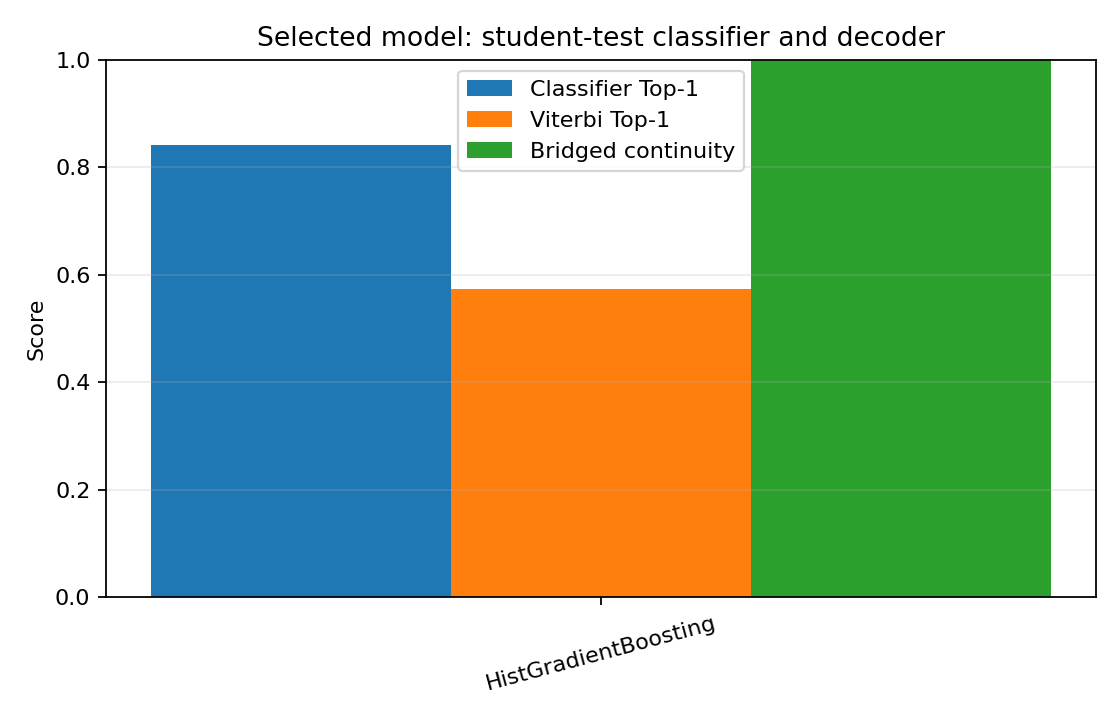 Selected model: student-test classifier and decoder
1.0
0.8
0.6
0.4
0.2
0.0
Score
Classifier Top-1
Viterbi Top-1
Bridged continuity
HistGradientBoosting